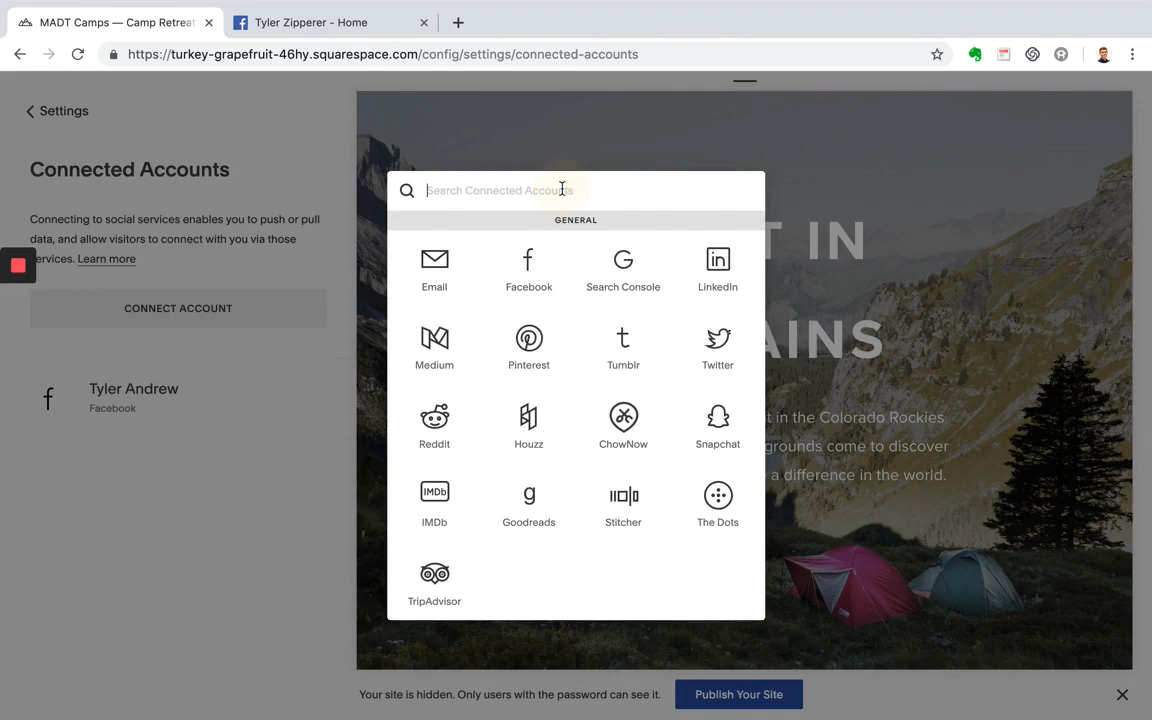 MADT Camps — Camp Retreat
Tyler Zipperer - Home
https://turkey-grapefruit-46hy.squarespace.com/config/settings/connected-accounts
Settings
Connected Accounts
Connecting to social services enables you to push or pull
data, and allow visitors to connect with you via those
services. Learn more
CONNECT ACCOUNT
Tyler Andrew
Facebook
Search Connected Accounts
GENERAL
Email
Facebook
Search Console
LinkedIn
Medium
Pinterest
Tumblr
Twitter
Reddit
Houzz
ChowNow
Snapchat
IMDb
IMDb
Goodreads
Stitcher
The Dots
TripAdvisor
IN
AINS
t in the Colorado Rockies
grounds come to discover
a difference in the world.
Your site is hidden. Only users with the password can see it.
Publish Your Site